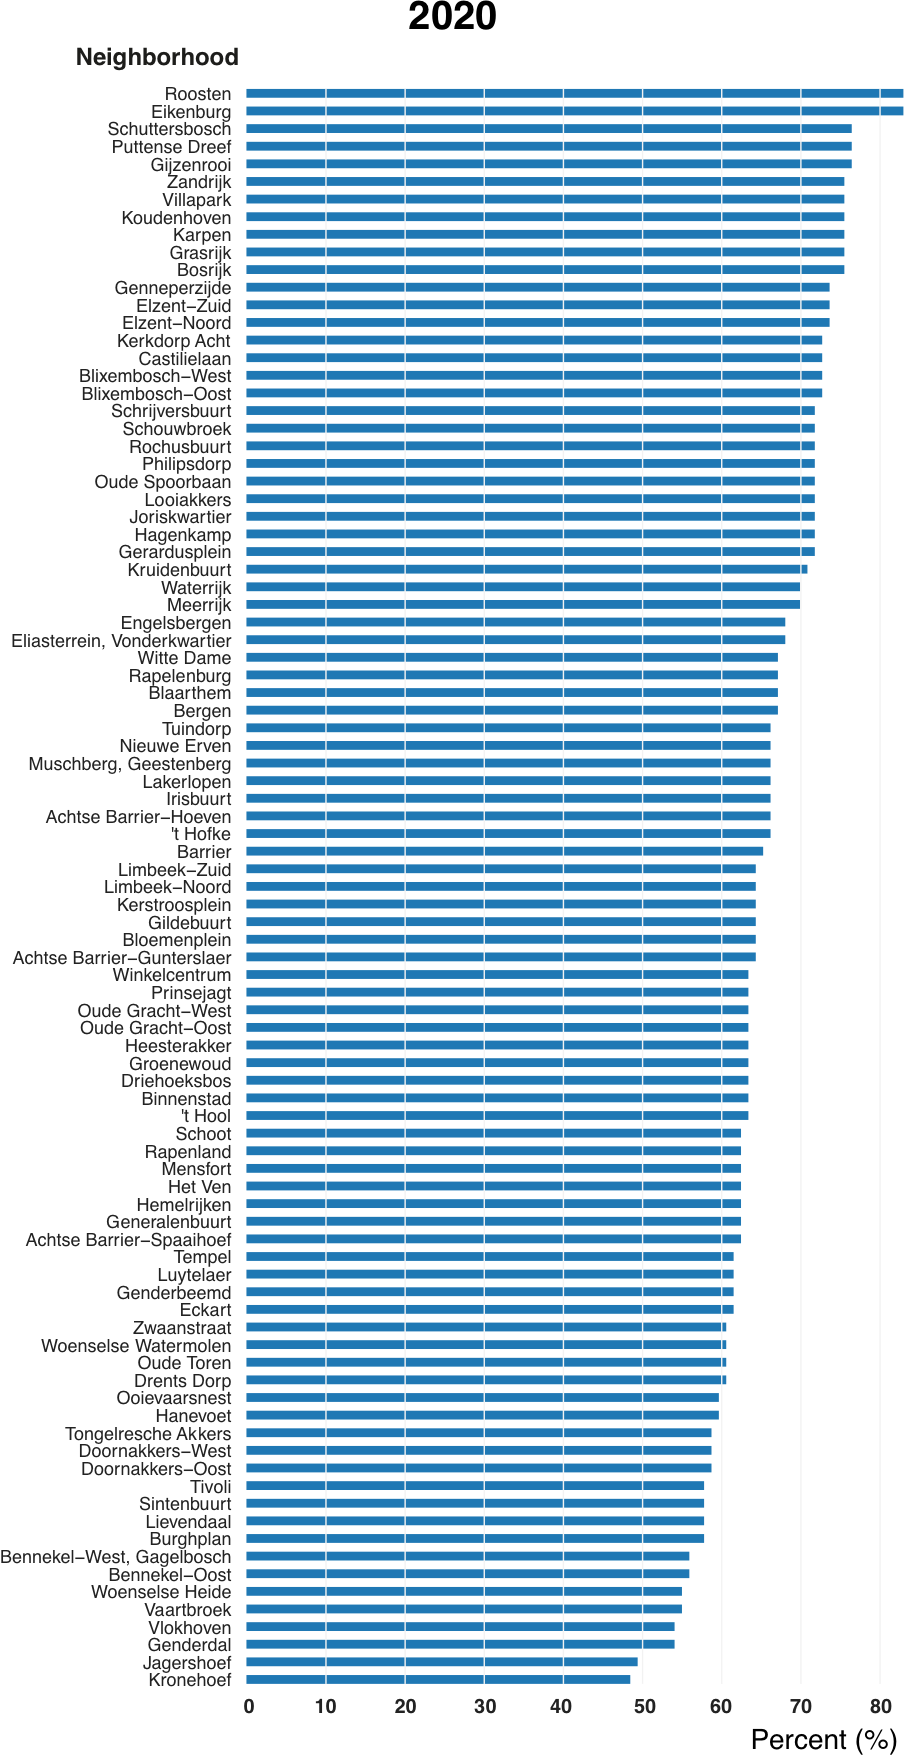 2020
Neighborhood
Roosten
Eikenburg
Schuttersbosch
Puttense Dreef
Gijzenrooi
Zandrijk
Villapark
Koudenhoven
Karpen
Grasrijk
Bosrijk
Genneperzijde
Elzent−Zuid
Elzent−Noord
Kerkdorp Acht
Castilielaan
Blixembosch−West
Blixembosch−Oost
Schrijversbuurt
Schouwbroek
Rochusbuurt
Philipsdorp
Oude Spoorbaan
Looiakkers
Joriskwartier
Hagenkamp
Gerardusplein
Kruidenbuurt
Waterrijk
Meerrijk
Engelsbergen
Eliasterrein, Vonderkwartier
Witte Dame
Rapelenburg
Blaarthem
Bergen
Tuindorp
Nieuwe Erven
Muschberg, Geestenberg
Lakerlopen
Irisbuurt
Achtse Barrier−Hoeven
't Hofke
Barrier
Limbeek−Zuid
Limbeek−Noord
Kerstroosplein
Gildebuurt
Bloemenplein
Achtse Barrier−Gunterslaer
Winkelcentrum
Prinsejagt
Oude Gracht−West
Oude Gracht−Oost
Heesterakker
Groenewoud
Driehoeksbos
Binnenstad
't Hool
Schoot
Rapenland
Mensfort
Het Ven
Hemelrijken
Generalenbuurt
Achtse Barrier−Spaaihoef
Tempel
Luytelaer
Genderbeemd
Eckart
Zwaanstraat
Woenselse Watermolen
Oude Toren
Drents Dorp
Ooievaarsnest
Hanevoet
Tongelresche Akkers
Doornakkers−West
Doornakkers−Oost
Tivoli
Sintenbuurt
Lievendaal
Burghplan
Bennekel−West, Gagelbosch
Bennekel−Oost
Woenselse Heide
Vaartbroek
Vlokhoven
Genderdal
Jagershoef
Kronehoef
0 10 20 30 40 50 60 70 80
Percent (%)